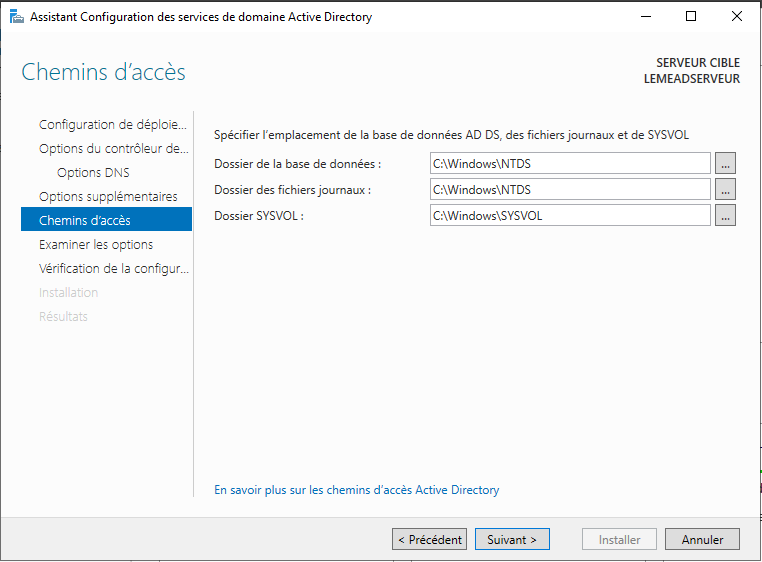 Assistant Configuration des services de domaine Active Directory
Chemins d’accès
SERVEUR CIBLE
LEMEADSERVEUR
Configuration de déploie...
Options du contrôleur de...
Options DNS
Options supplémentaires
Chemins d’accès
Examiner les options
Vérification de la configur...
Installation
Résultats
Spécifier l’emplacement de la base de données AD DS, des fichiers journaux et de SYSVOL
Dossier de la base de données : C:\Windows\NTDS ...
Dossier des fichiers journaux : C:\Windows\NTDS ...
Dossier SYSVOL : C:\Windows\SYSVOL ...
En savoir plus sur les chemins d’accès Active Directory
< Précédent Suivant > Installer Annuler